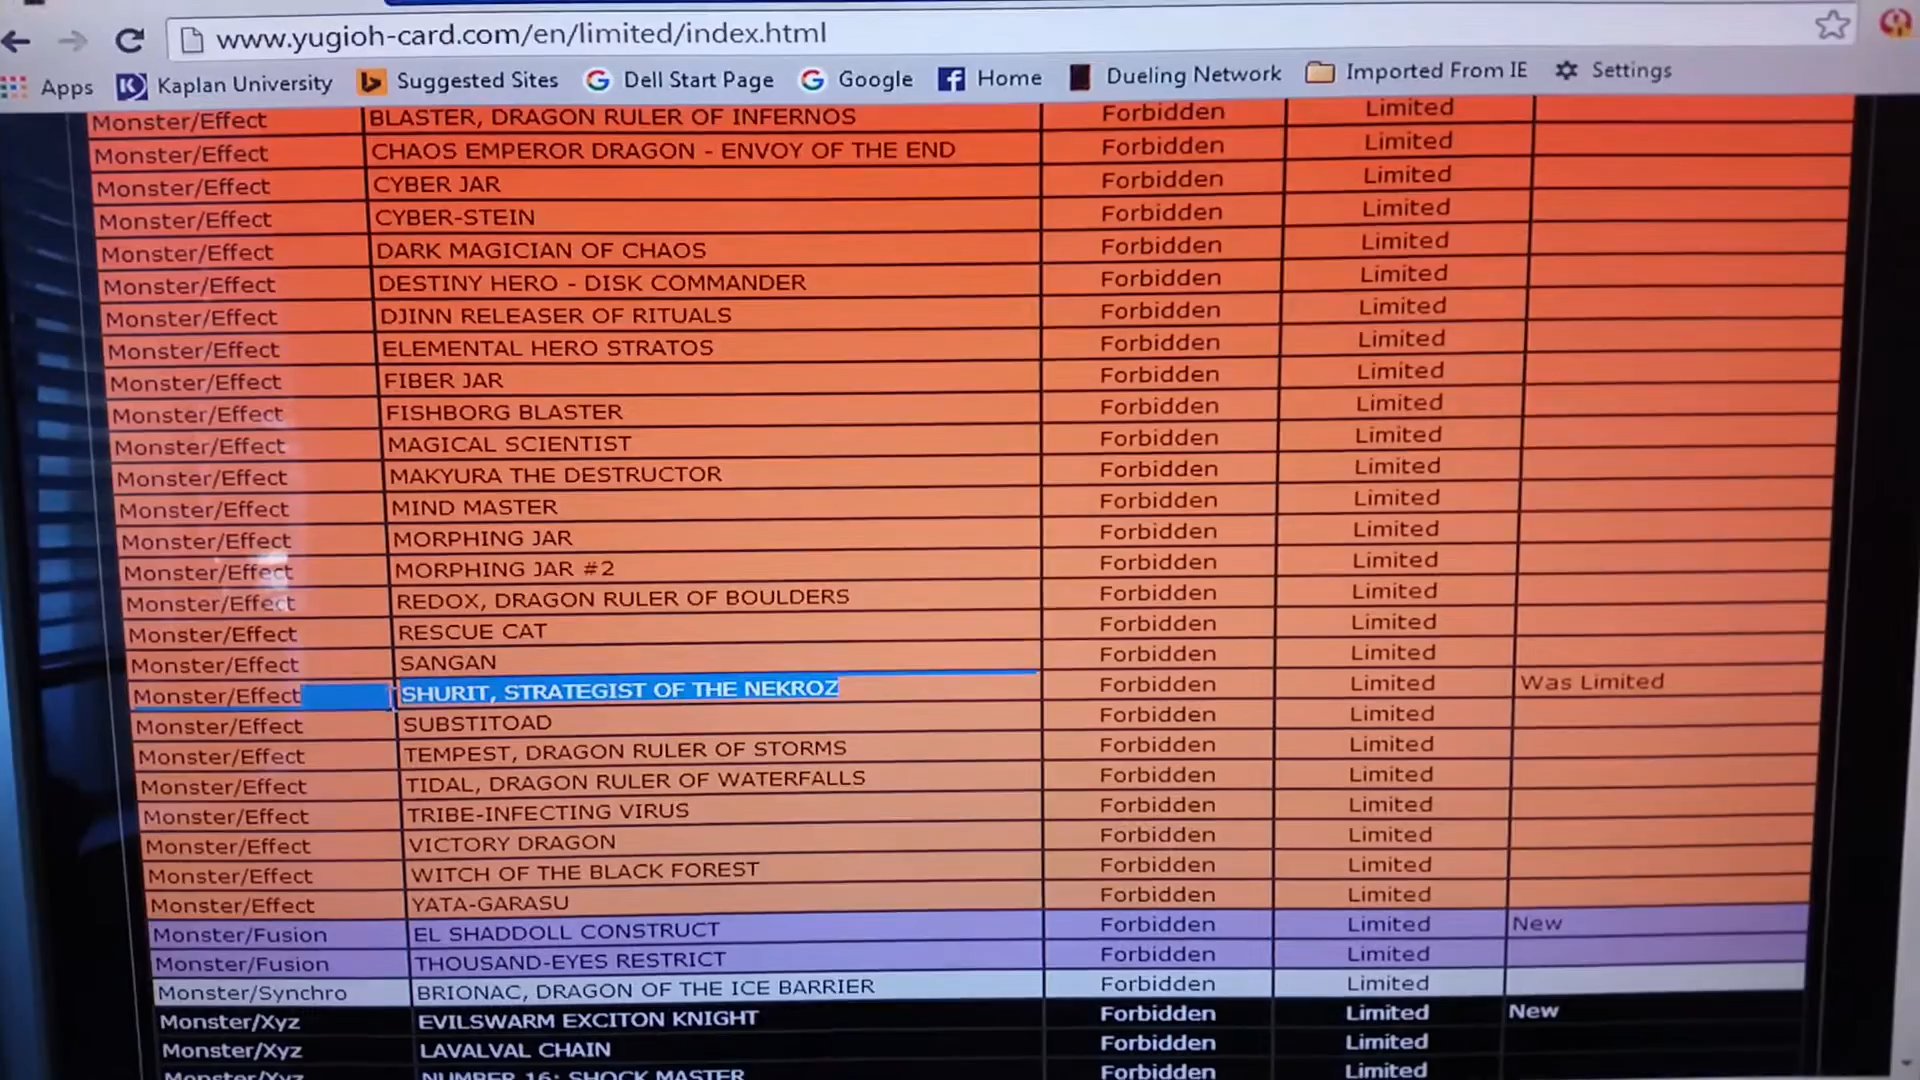 www.yugioh-card.com/en/limited/index.html
Apps Kaplan University Suggested Sites Dell Start Page Google Home Dueling Network Imported From IE Settings
Monster/Effect BLASTER, DRAGON RULER OF INFERNOS Forbidden Limited
Monster/Effect CHAOS EMPEROR DRAGON - ENVOY OF THE END Forbidden Limited
Monster/Effect CYBER JAR Forbidden Limited
Monster/Effect CYBER-STEIN Forbidden Limited
Monster/Effect DARK MAGICIAN OF CHAOS Forbidden Limited
Monster/Effect DESTINY HERO - DISK COMMANDER Forbidden Limited
Monster/Effect DJINN RELEASER OF RITUALS Forbidden Limited
Monster/Effect ELEMENTAL HERO STRATOS Forbidden Limited
Monster/Effect FIBER JAR Forbidden Limited
Monster/Effect FISHBORG BLASTER Forbidden Limited
Monster/Effect MAGICAL SCIENTIST Forbidden Limited
Monster/Effect MAKYURA THE DESTRUCTOR Forbidden Limited
Monster/Effect MIND MASTER Forbidden Limited
Monster/Effect MORPHING JAR Forbidden Limited
Monster/Effect MORPHING JAR #2 Forbidden Limited
Monster/Effect REDOX, DRAGON RULER OF BOULDERS Forbidden Limited
Monster/Effect RESCUE CAT Forbidden Limited
Monster/Effect SANGAN Forbidden Limited
Monster/Effect SHURIT, STRATEGIST OF THE NEKROZ Forbidden Limited Was Limited
Monster/Effect SUBSTITOAD Forbidden Limited
Monster/Effect TEMPEST, DRAGON RULER OF STORMS Forbidden Limited
Monster/Effect TIDAL, DRAGON RULER OF WATERFALLS Forbidden Limited
Monster/Effect TRIBE-INFECTING VIRUS Forbidden Limited
Monster/Effect VICTORY DRAGON Forbidden Limited
Monster/Effect WITCH OF THE BLACK FOREST Forbidden Limited
Monster/Effect YATA-GARASU Forbidden Limited
Monster/Fusion EL SHADDOLL CONSTRUCT Forbidden Limited New
Monster/Fusion THOUSAND-EYES RESTRICT Forbidden Limited
Monster/Synchro BRIONAC, DRAGON OF THE ICE BARRIER Forbidden Limited
Monster/Xyz EVILSWARM EXCITON KNIGHT Forbidden Limited New
Monster/Xyz LAVALVAL CHAIN Forbidden Limited
Monster/Xyz NUMBER 16: SHOCK MASTER Forbidden Limited